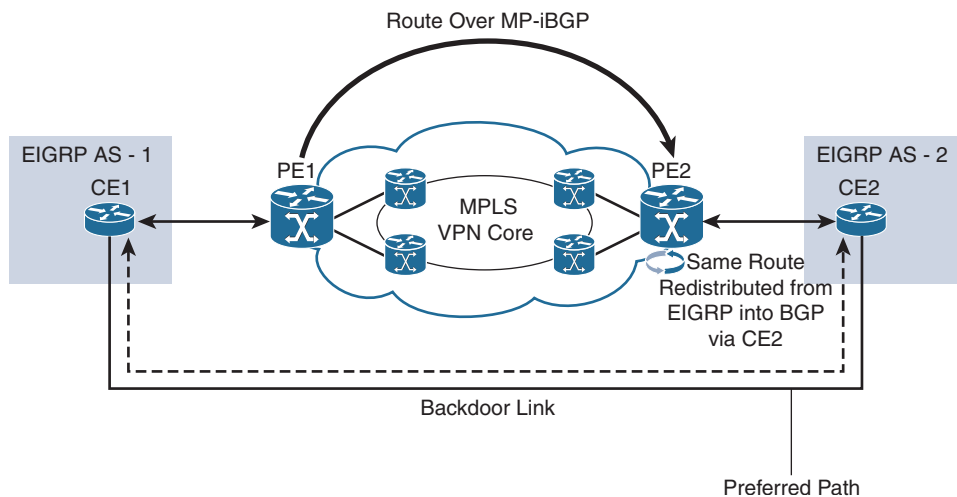 Route Over MP-iBGP
EIGRP AS - 1
CE1
PE1
MPLS
VPN Core
PE2
EIGRP AS - 2
CE2
Same Route
Redistributed from
EIGRP into BGP
via CE2
Backdoor Link
Preferred Path